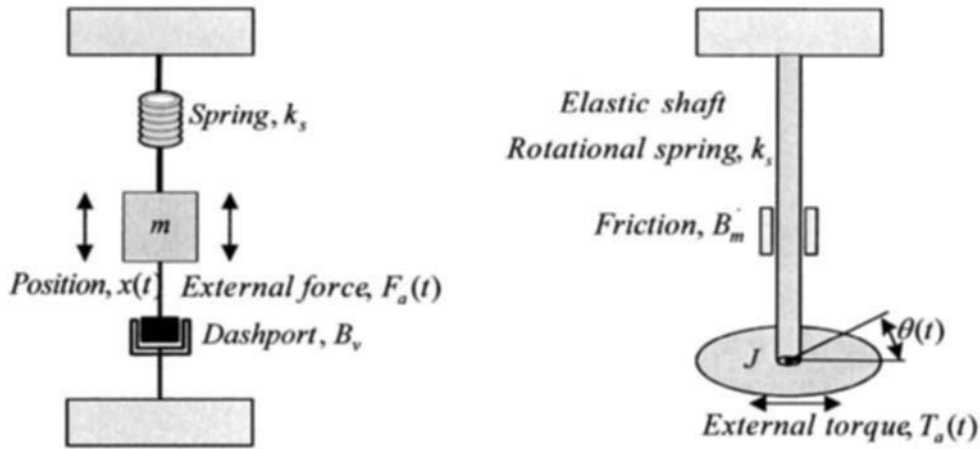 Spring, k_s
m
Position, x(t)
External force, F_a(t)
Dashport, B_v
Elastic shaft
Rotational spring, k_s
Friction, B_m
J
θ(t)
External torque, T_a(t)